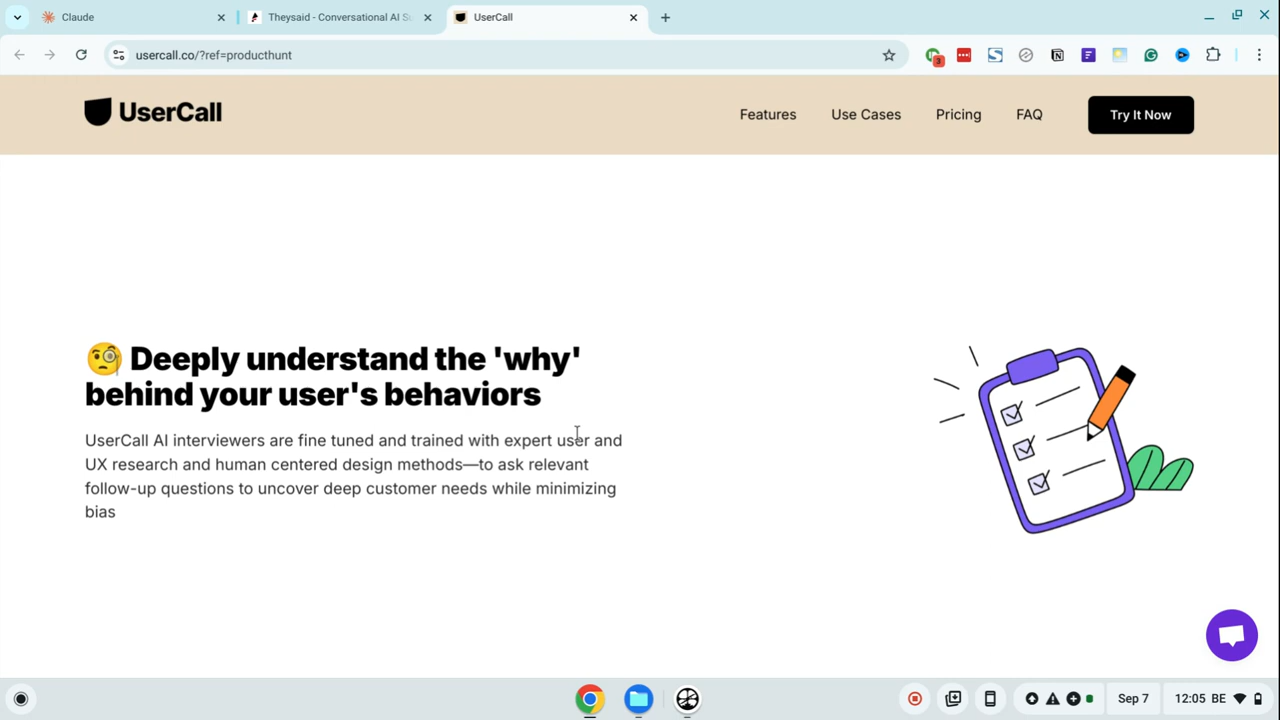 Claude
Theysaid - Conversational AI Su
UserCall
usercall.co/?ref=producthunt
3
UserCall
Features
Use Cases
Pricing
FAQ
Try It Now
🧐 Deeply understand the 'why'
behind your user's behaviors
UserCall AI interviewers are fine tuned and trained with expert user and
UX research and human centered design methods—to ask relevant
follow-up questions to uncover deep customer needs while minimizing
bias
Sep 7
12:05 BE